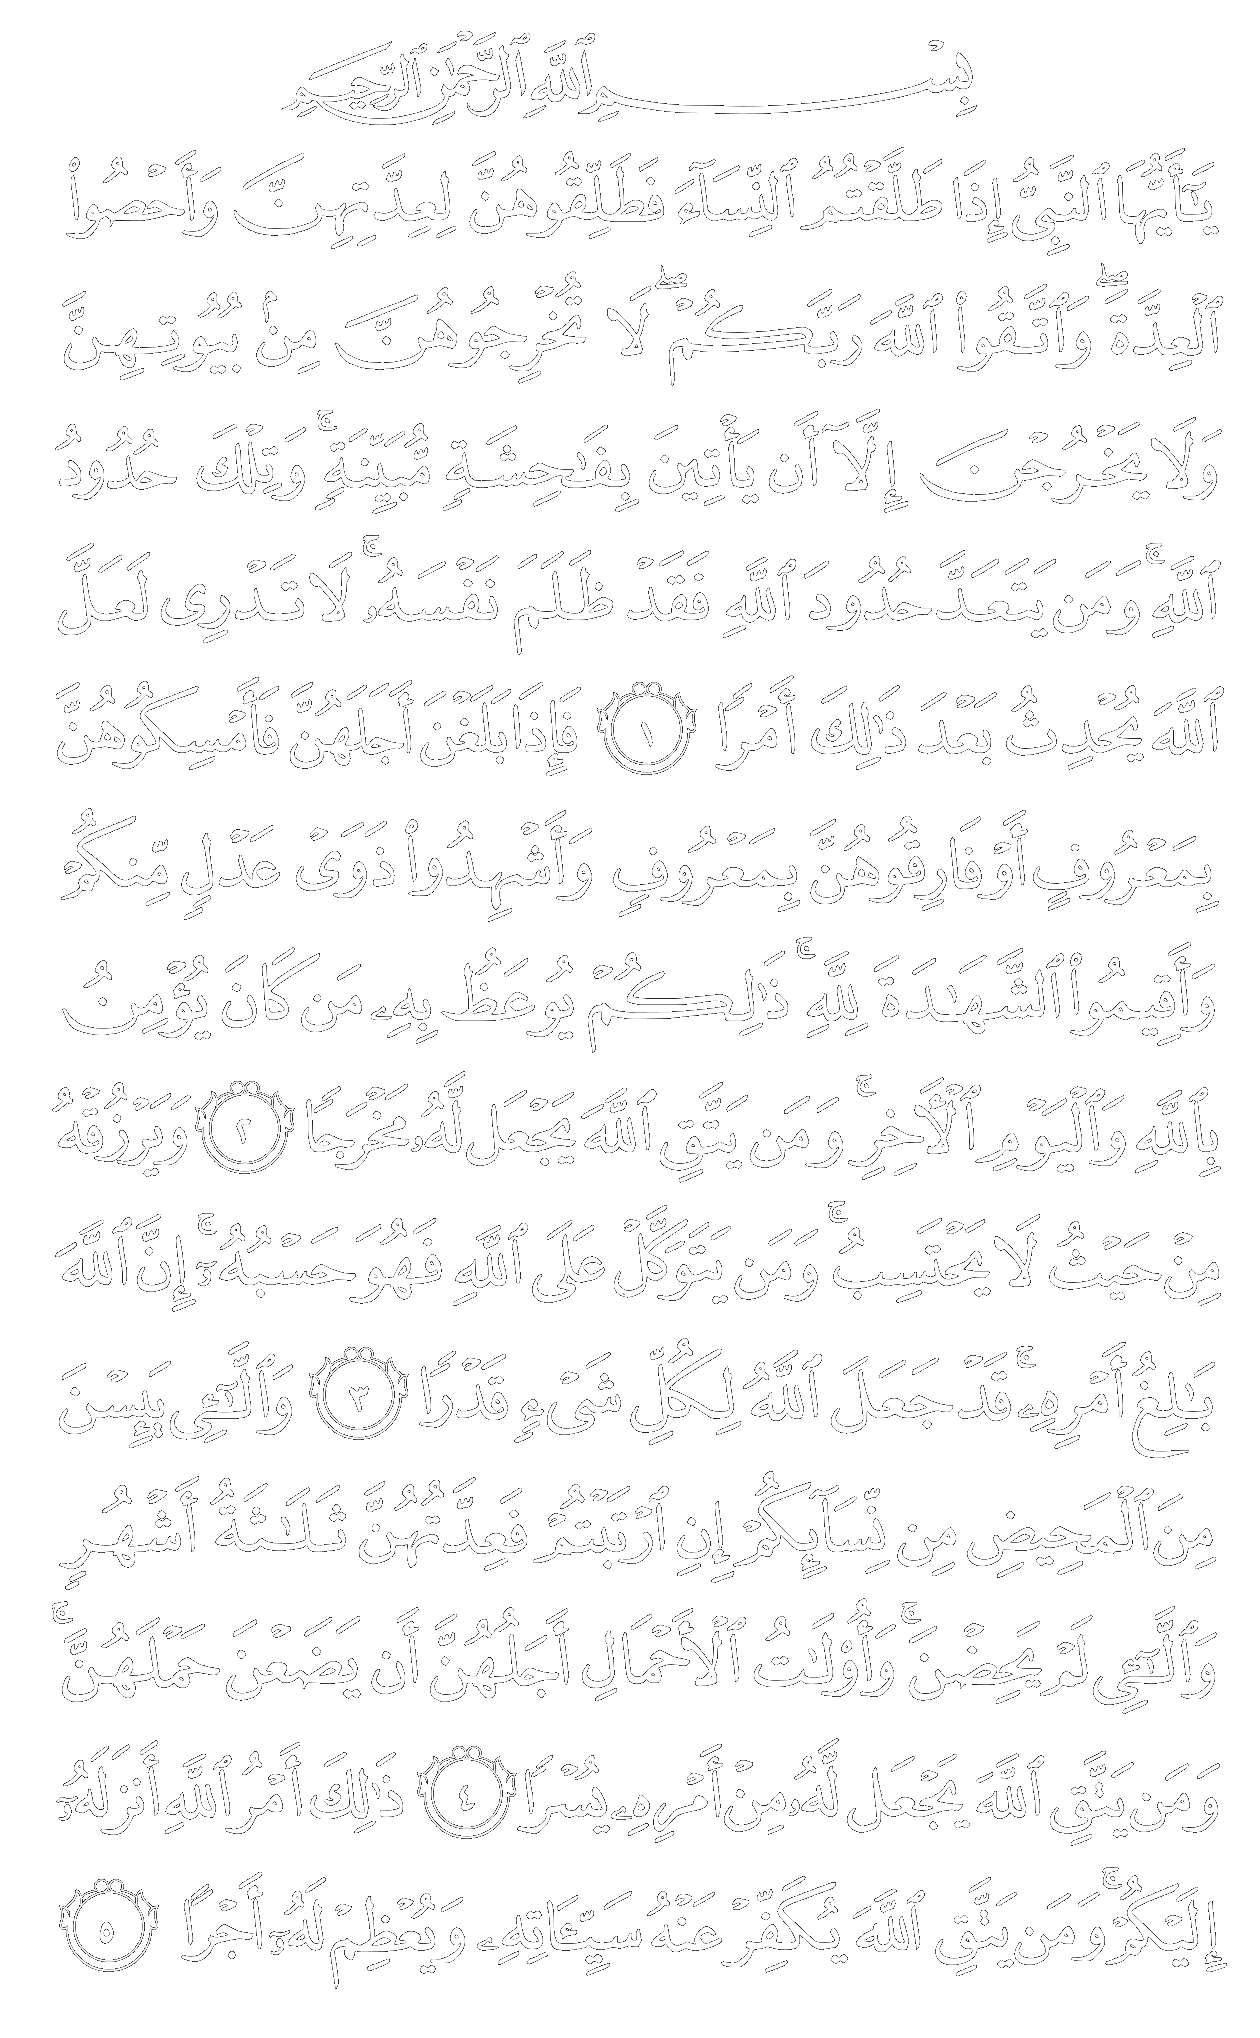 بِسْمِ ٱللَّهِ ٱلرَّحْمَٰنِ ٱلرَّحِيمِ
يَٰٓأَيُّهَا ٱلنَّبِىُّ إِذَا طَلَّقْتُمُ ٱلنِّسَآءَ فَطَلِّقُوهُنَّ لِعِدَّتِهِنَّ وَأَحْصُوا۟
ٱلْعِدَّةَ ۖ وَٱتَّقُوا۟ ٱللَّهَ رَبَّكُمْ ۖ لَا تُخْرِجُوهُنَّ مِنۢ بُيُوتِهِنَّ
وَلَا يَخْرُجْنَ إِلَّآ أَن يَأْتِينَ بِفَٰحِشَةٍ مُّبَيِّنَةٍ ۚ وَتِلْكَ حُدُودُ
ٱللَّهِ ۚ وَمَن يَتَعَدَّ حُدُودَ ٱللَّهِ فَقَدْ ظَلَمَ نَفْسَهُۥ ۚ لَا تَدْرِى لَعَلَّ
ٱللَّهَ يُحْدِثُ بَعْدَ ذَٰلِكَ أَمْرًا ١ فَإِذَا بَلَغْنَ أَجَلَهُنَّ فَأَمْسِكُوهُنَّ
بِمَعْرُوفٍ أَوْ فَارِقُوهُنَّ بِمَعْرُوفٍ وَأَشْهِدُوا۟ ذَوَىْ عَدْلٍ مِّنكُمْ
وَأَقِيمُوا۟ ٱلشَّهَٰدَةَ لِلَّهِ ۚ ذَٰلِكُمْ يُوعَظُ بِهِۦ مَن كَانَ يُؤْمِنُ
بِٱللَّهِ وَٱلْيَوْمِ ٱلْأَخِرِ ۚ وَمَن يَتَّقِ ٱللَّهَ يَجْعَل لَّهُۥ مَخْرَجًا ٢ وَيَرْزُقْهُ
مِنْ حَيْثُ لَا يَحْتَسِبُ ۚ وَمَن يَتَوَكَّلْ عَلَى ٱللَّهِ فَهُوَ حَسْبُهُۥٓ ۚ إِنَّ ٱللَّهَ
بَٰلِغُ أَمْرِهِۦ ۚ قَدْ جَعَلَ ٱللَّهُ لِكُلِّ شَىْءٍ قَدْرًا ٣ وَٱلَّٰٓـِٔى يَئِسْنَ
مِنَ ٱلْمَحِيضِ مِن نِّسَآئِكُمْ إِنِ ٱرْتَبْتُمْ فَعِدَّتُهُنَّ ثَلَٰثَةُ أَشْهُرٍ
وَٱلَّٰٓـِٔى لَمْ يَحِضْنَ ۚ وَأُو۟لَٰتُ ٱلْأَحْمَالِ أَجَلُهُنَّ أَن يَضَعْنَ حَمْلَهُنَّ ۚ
وَمَن يَتَّقِ ٱللَّهَ يَجْعَل لَّهُۥ مِنْ أَمْرِهِۦ يُسْرًا ٤ ذَٰلِكَ أَمْرُ ٱللَّهِ أَنزَلَهُۥٓ
إِلَيْكُمْ ۚ وَمَن يَتَّقِ ٱللَّهَ يُكَفِّرْ عَنْهُ سَيِّـَٔاتِهِۦ وَيُعْظِمْ لَهُۥٓ أَجْرًا ٥